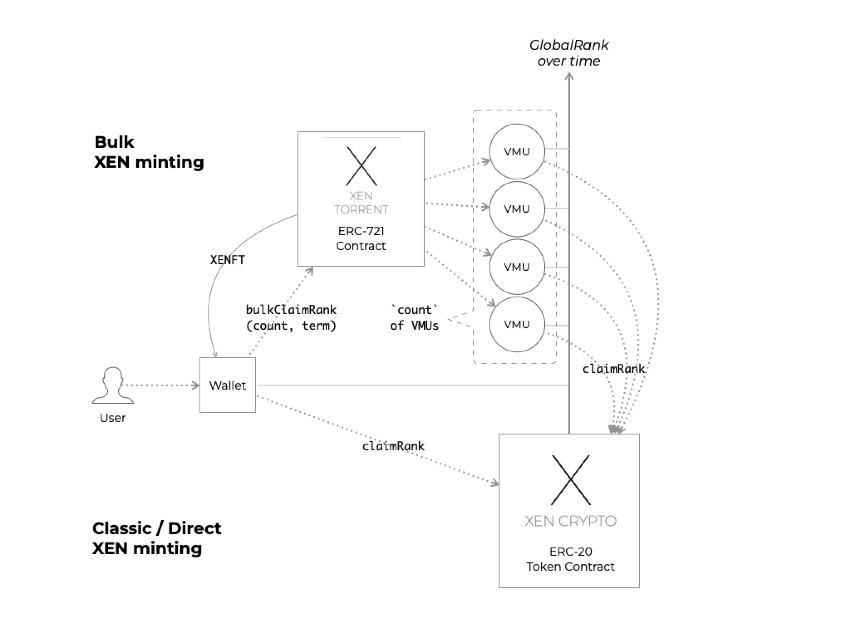 GlobalRank
over time
Bulk
XEN minting
XEN
TORRENT
ERC-721
Contract
VMU
VMU
VMU
VMU
XENFT
bulkClaimRank
(count, term)
`count`
of VMUs
claimRank
User
Wallet
claimRank
Classic / Direct
XEN minting
XEN CRYPTO
ERC-20
Token Contract